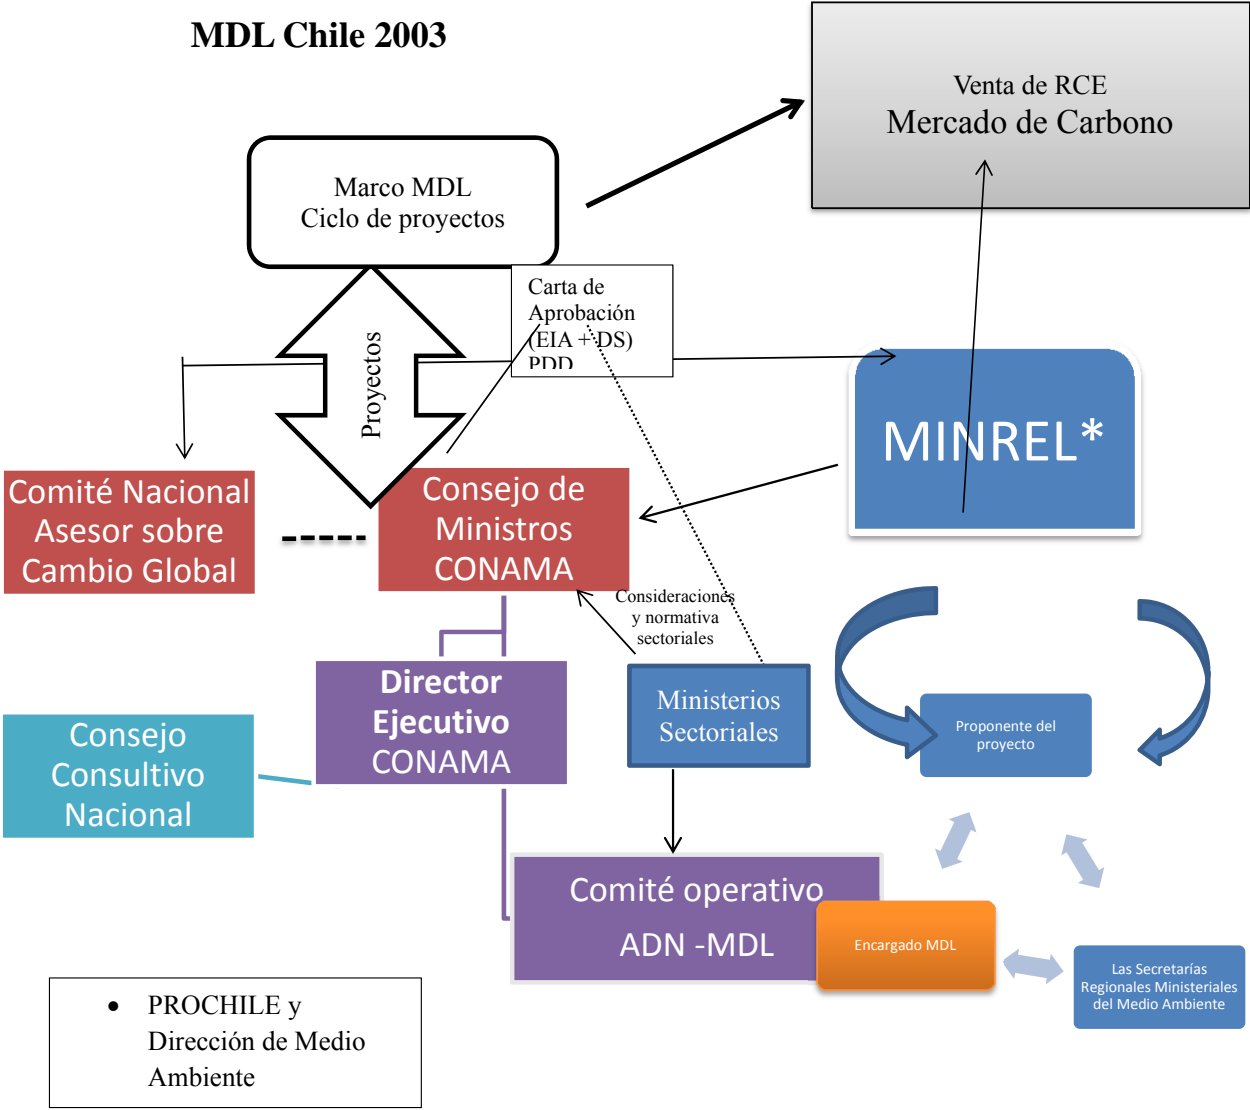 MDL Chile 2003
Venta de RCE
Mercado de Carbono
Marco MDL
Ciclo de proyectos
Carta de
Aprobación
(EIA + DS)
PDD
Proyectos
MINREL*
Comité Nacional
Asesor sobre
Cambio Global
Consejo de
Ministros
CONAMA
Consideraciones
y normativa
sectoriales
Director
Ejecutivo
CONAMA
Ministerios
Sectoriales
Proponente del
proyecto
Consejo
Consultivo
Nacional
Comité operativo
ADN -MDL
Encargado MDL
Las Secretarías
Regionales Ministeriales
del Medio Ambiente
• PROCHILE y
Dirección de Medio
Ambiente